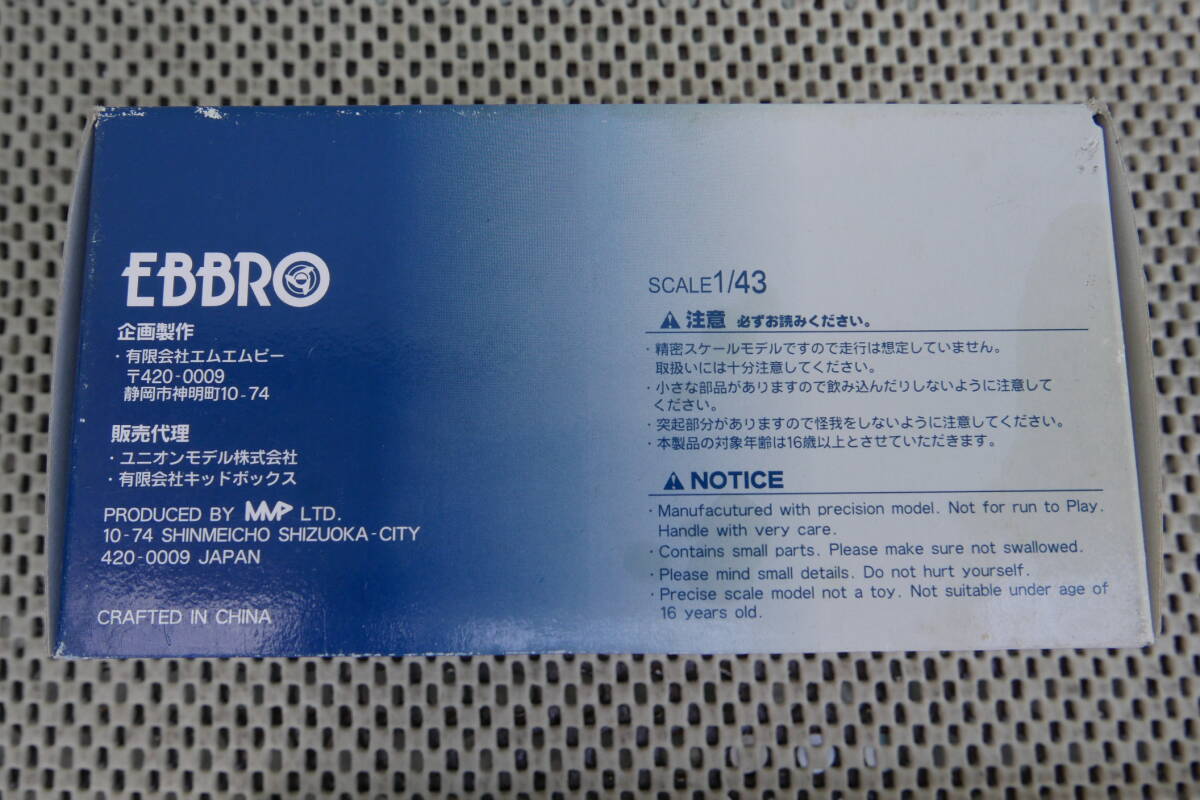 EBBRO
企画製作
・有限会社エムエムピー
〒420-0009
静岡市神明町10-74
販売代理
・ユニオンモデル株式会社
・有限会社キッドボックス
PRODUCED BY MMP LTD.
10-74 SHINMEICHO SHIZUOKA-CITY
420-0009 JAPAN
CRAFTED IN CHINA
SCALE1/43
注意 必ずお読みください。
・精密スケールモデルですので走行は想定していません。
取扱いには十分注意してください。
・小さな部品がありますので飲み込んだりしないように注意して
ください。
・突起部分がありますので怪我をしないように注意してください。
・本製品の対象年齢は16歳以上とさせていただきます。
NOTICE
・Manufacutured with precision model. Not for run to Play.
Handle with very care.
・Contains small parts. Please make sure not swallowed.
・Please mind small details. Do not hurt yourself.
・Precise scale model not a toy. Not suitable under age of
16 years old.